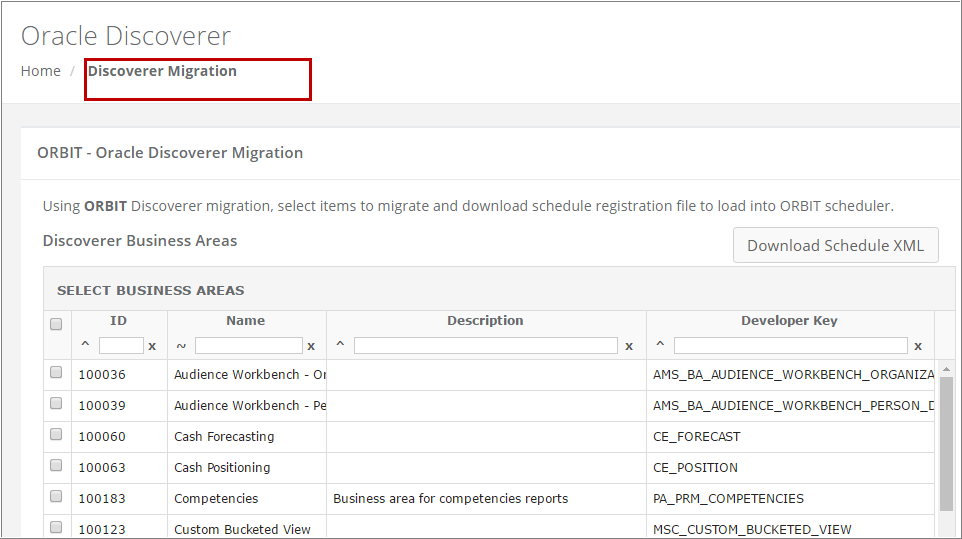 Oracle Discoverer
Home / Discoverer Migration
ORBIT - Oracle Discoverer Migration
Using ORBIT Discoverer migration, select items to migrate and download schedule registration file to load into ORBIT scheduler.
Discoverer Business Areas
Download Schedule XML
SELECT BUSINESS AREAS
ID Name Description Developer Key
^ x ~ x ^ x ^ x
100036 Audience Workbench - Or AMS_BA_AUDIENCE_WORKBENCH_ORGANIZA
100039 Audience Workbench - Pe AMS_BA_AUDIENCE_WORKBENCH_PERSON_D
100060 Cash Forecasting CE_FORECAST
100063 Cash Positioning CE_POSITION
100183 Competencies Business area for competencies reports PA_PRM_COMPETENCIES
100123 Custom Bucketed View MSC_CUSTOM_BUCKETED_VIEW